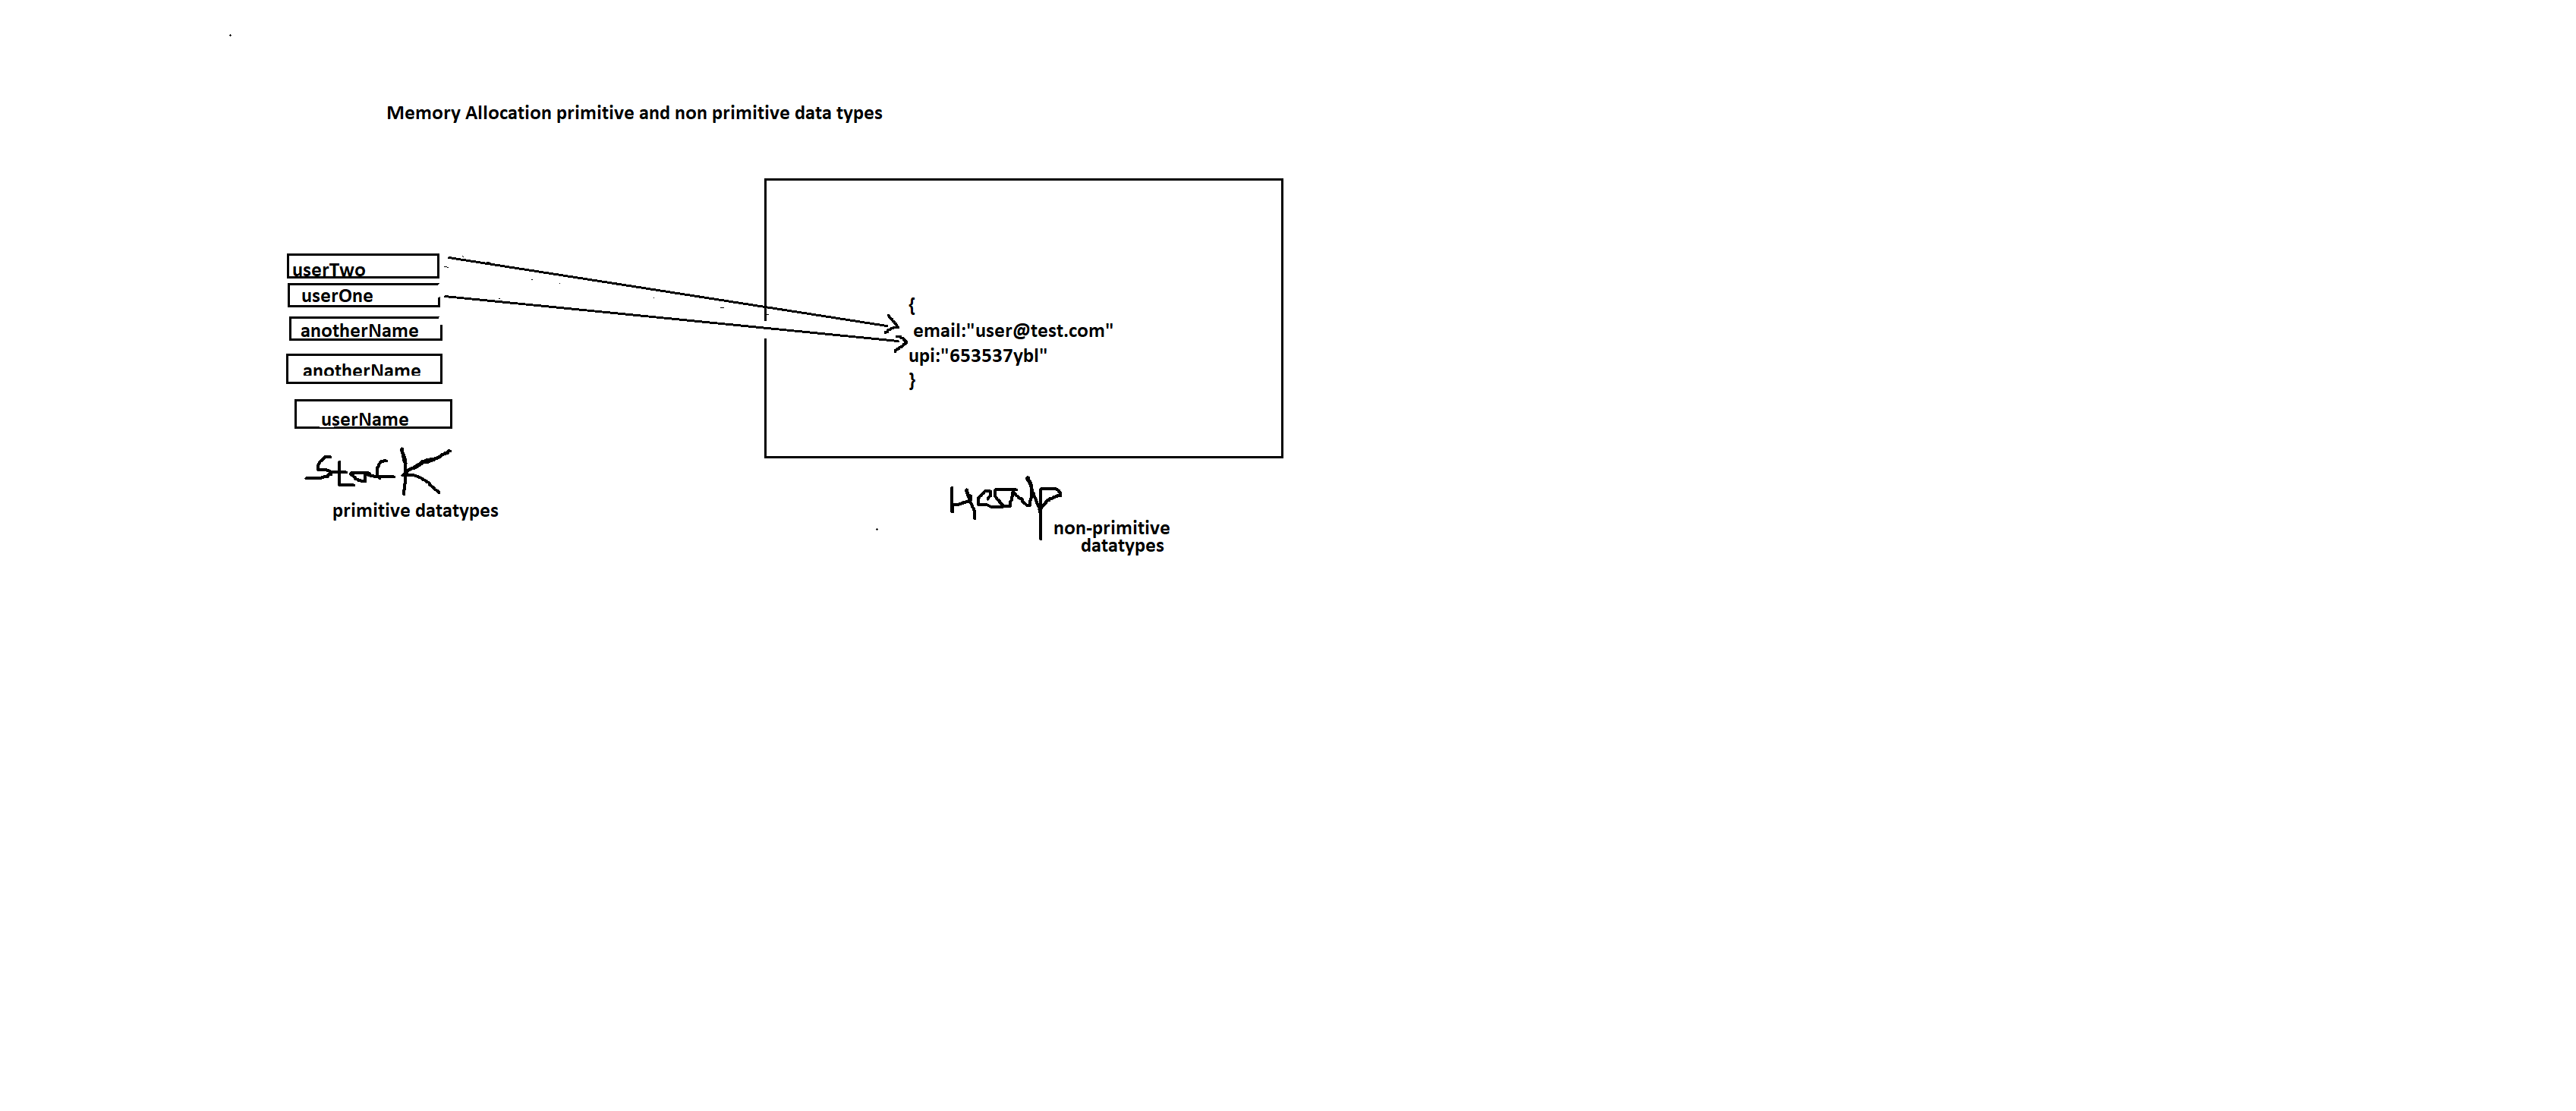 Memory Allocation primitive and non primitive data types
userTwo
userOne
anotherName
anotherName
userName
Stack
primitive datatypes
{
email:"user@test.com"
upi:"653537ybl"
}
Heap
non-primitive
datatypes